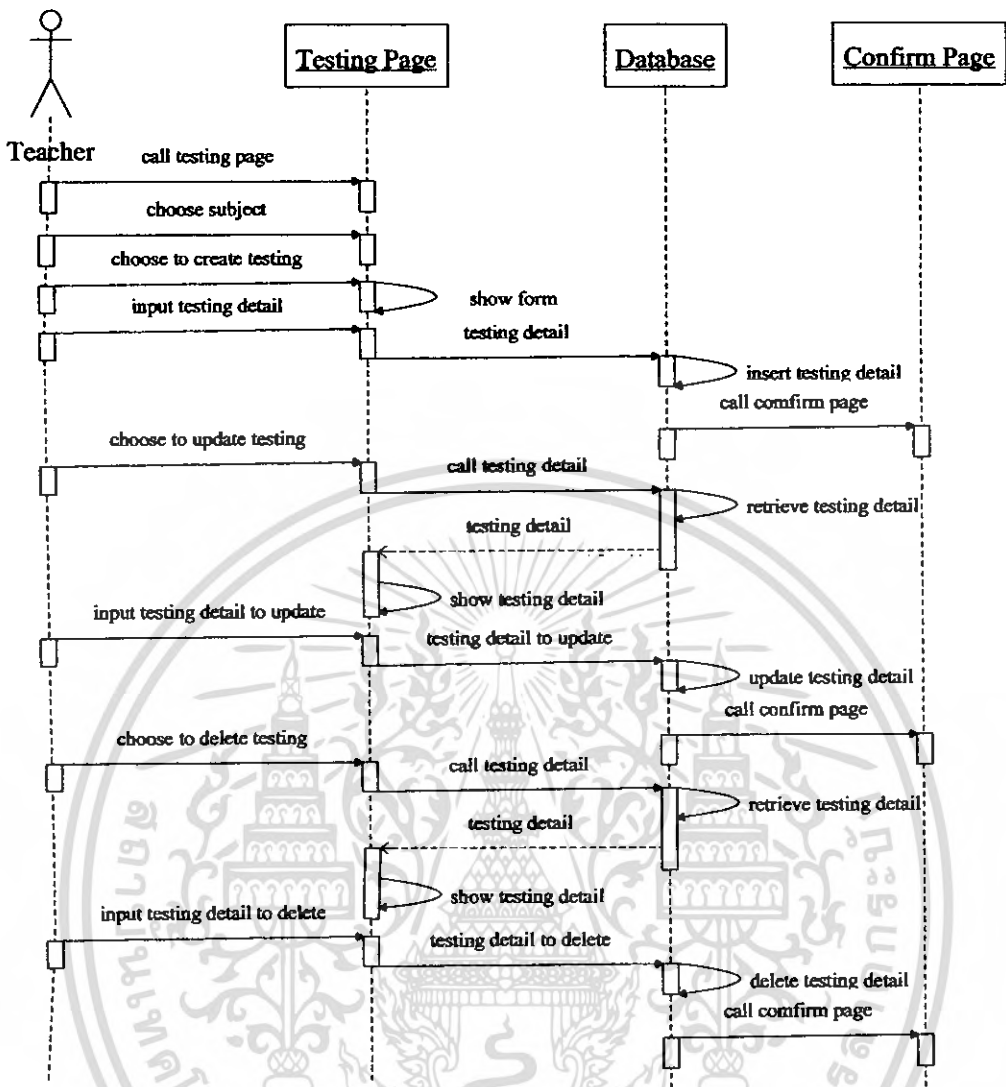 Testing Page
Database
Confirm Page
Teacher
call testing page
choose subject
choose to create testing
show form
input testing detail
testing detail
insert testing detail
call comfirm page
choose to update testing
call testing detail
retrieve testing detail
testing detail
show testing detail
input testing detail to update
testing detail to update
update testing detail
call confirm page
choose to delete testing
call testing detail
retrieve testing detail
testing detail
show testing detail
input testing detail to delete
testing detail to delete
delete testing detail
call comfirm page